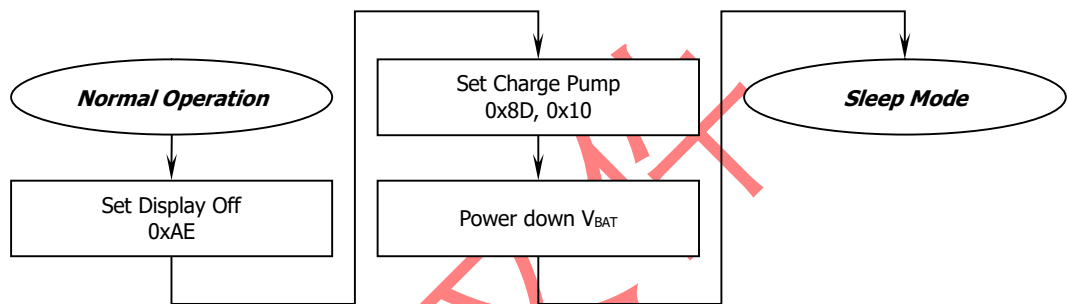 Normal Operation
Set Display Off
0xAE
Set Charge Pump
0x8D, 0x10
Power down VBAT
Sleep Mode